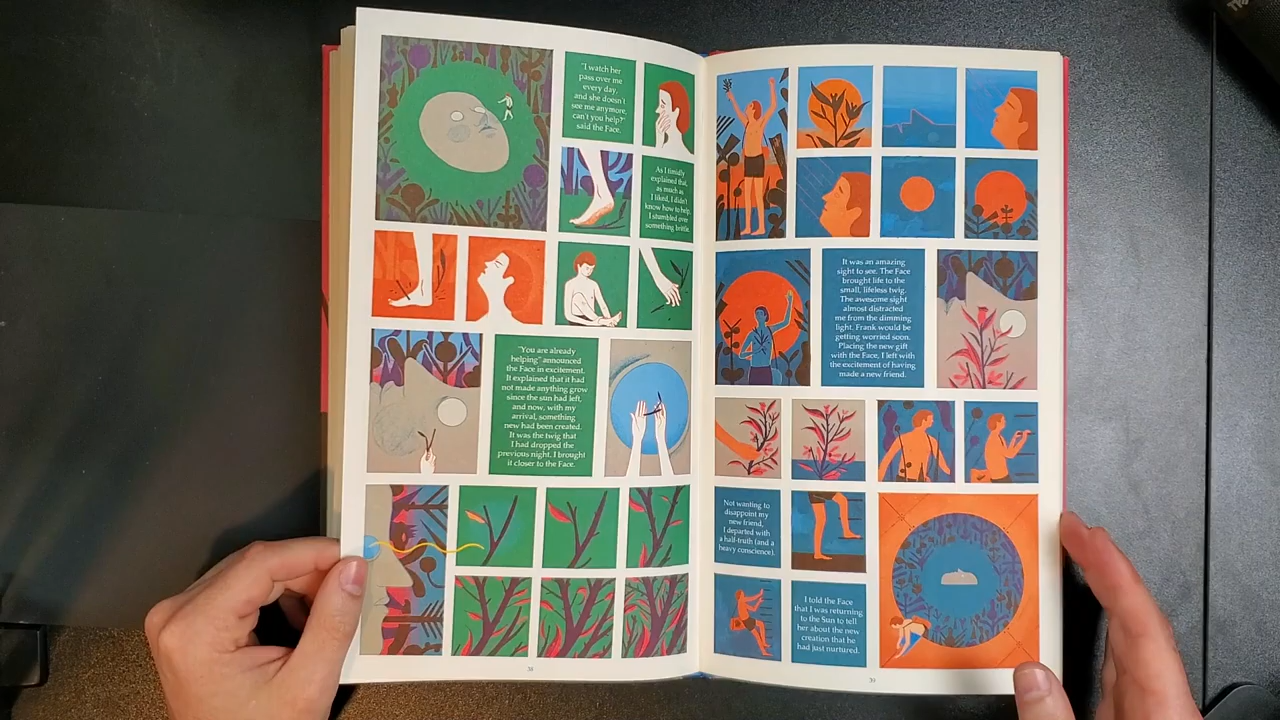 "I watch her
pass over me
every day,
and she doesn't
see me anymore,
can't you help?"
said the Face.
As I timidly
explained that,
as much as
I liked, I didn't
know how to help,
I stumbled over
something brittle.
"You are already
helping" announced
the Face in excitement.
It explained that it had
not made anything grow
since the sun had left,
and now, with my
arrival, something
new had been created.
It was the twig that
I had dropped the
previous night. I brought
it closer to the Face.
38
It was an amazing
sight to see. The Face
brought life to the
small, lifeless twig.
The awesome sight
almost distracted
me from the dimming
light. Frank would be
getting worried soon.
Placing the new gift
with the Face, I left with
the excitement of having
made a new friend.
Not wanting to
disappoint my
new friend,
I departed with
a half-truth (and a
heavy conscience).
I told the Face
that I was returning
to the Sun to tell
her about the new
creation that he
had just nurtured.
39